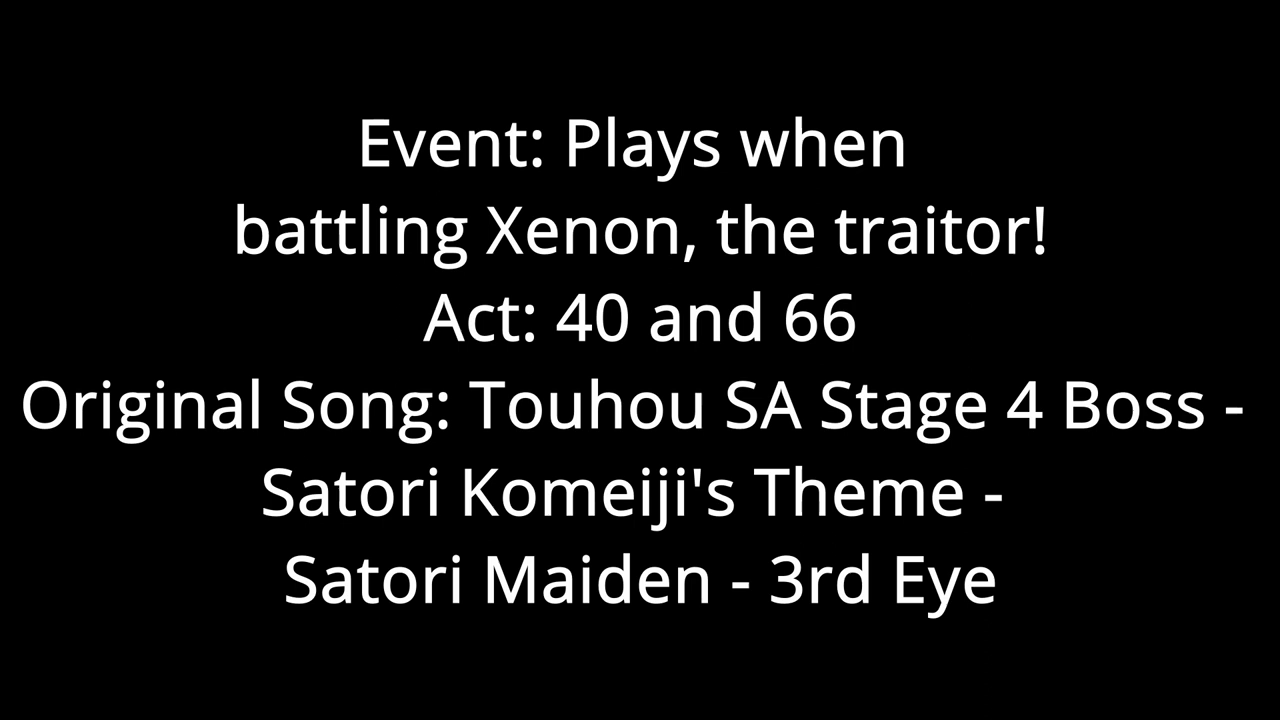 Event: Plays when
battling Xenon, the traitor!
Act: 40 and 66
Original Song: Touhou SA Stage 4 Boss -
Satori Komeiji's Theme -
Satori Maiden - 3rd Eye